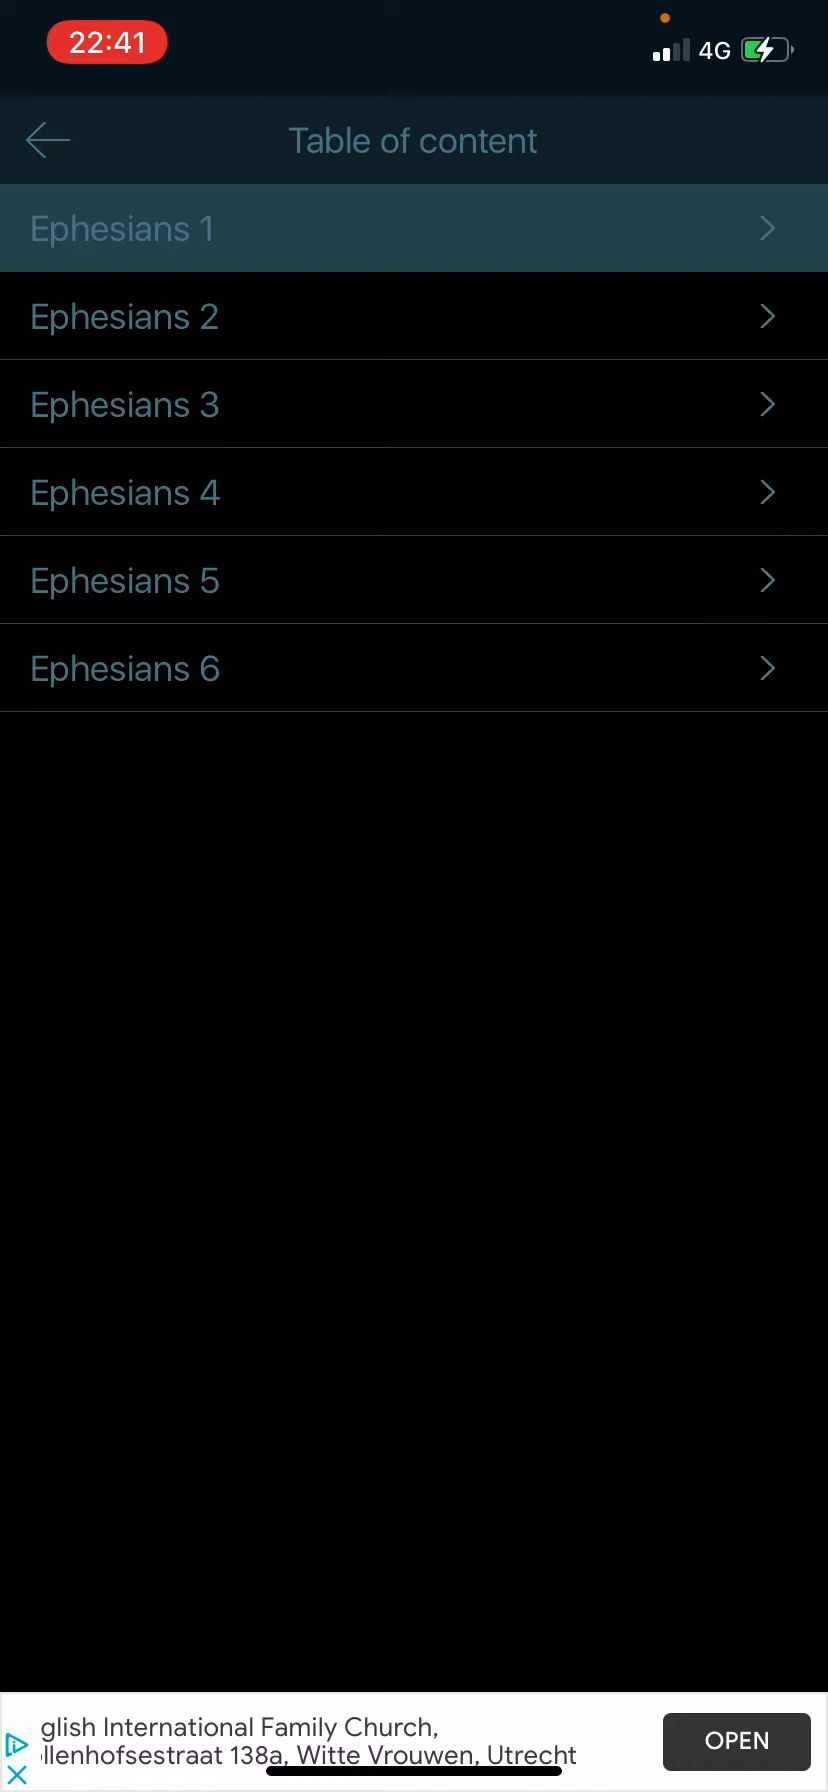 22:41
4G
Table of content
Ephesians 1
Ephesians 2
Ephesians 3
Ephesians 4
Ephesians 5
Ephesians 6
glish International Family Church,
llenhofsestraat 138a, Witte Vrouwen, Utrecht
OPEN